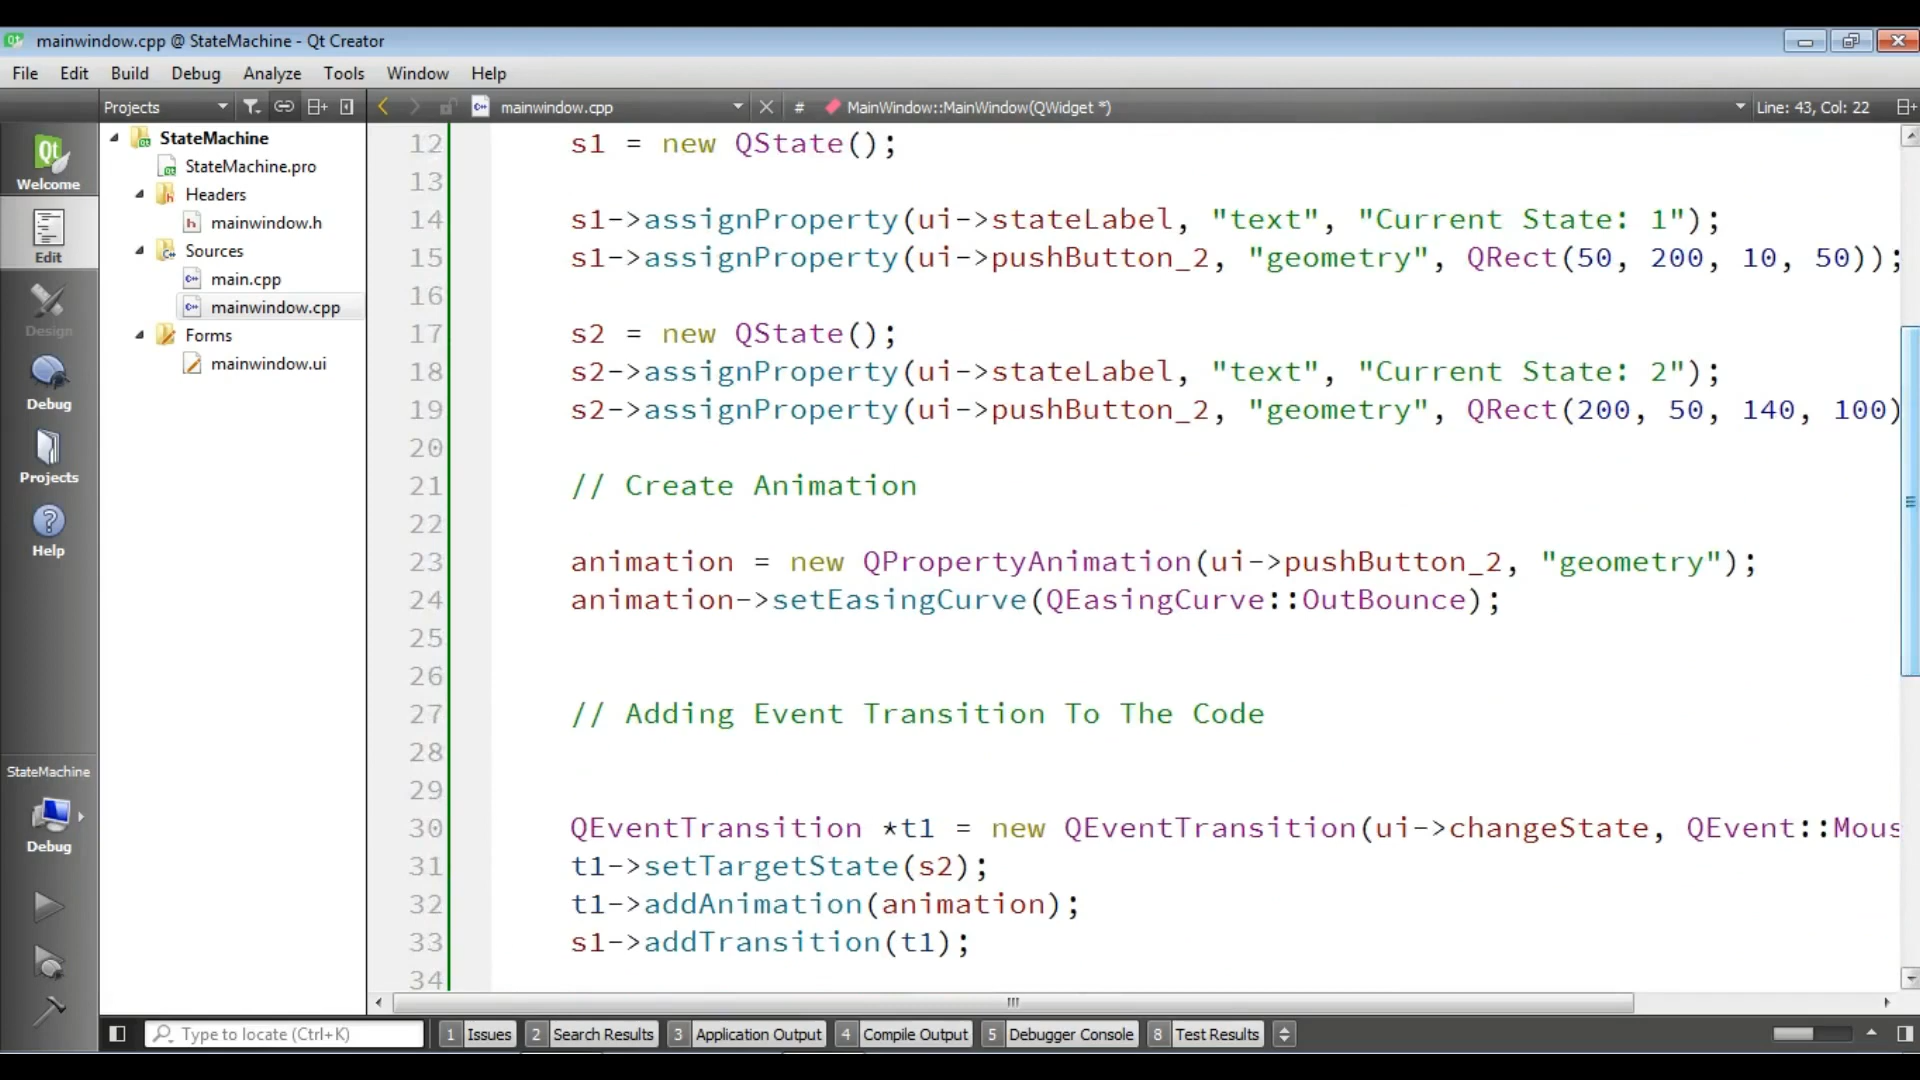 mainwindow.cpp @ StateMachine - Qt Creator
File Edit Build Debug Analyze Tools Window Help
Projects
mainwindow.cpp
# MainWindow::MainWindow(QWidget *)
Line: 43, Col: 22
Welcome
Edit
Design
Debug
Projects
Help
StateMachine
Debug
StateMachine
StateMachine.pro
Headers
mainwindow.h
Sources
main.cpp
mainwindow.cpp
Forms
mainwindow.ui
12 s1 = new QState();
13
14 s1->assignProperty(ui->stateLabel, "text", "Current State: 1");
15 s1->assignProperty(ui->pushButton_2, "geometry", QRect(50, 200, 10, 50));
16
17 s2 = new QState();
18 s2->assignProperty(ui->stateLabel, "text", "Current State: 2");
19 s2->assignProperty(ui->pushButton_2, "geometry", QRect(200, 50, 140, 100)
20
21 // Create Animation
22
23 animation = new QPropertyAnimation(ui->pushButton_2, "geometry");
24 animation->setEasingCurve(QEasingCurve::OutBounce);
25
26
27 // Adding Event Transition To The Code
28
29
30 QEventTransition *t1 = new QEventTransition(ui->changeState, QEvent::Mous
31 t1->setTargetState(s2);
32 t1->addAnimation(animation);
33 s1->addTransition(t1);
34
Type to locate (Ctrl+K)
1 Issues 2 Search Results 3 Application Output 4 Compile Output 5 Debugger Console 8 Test Results